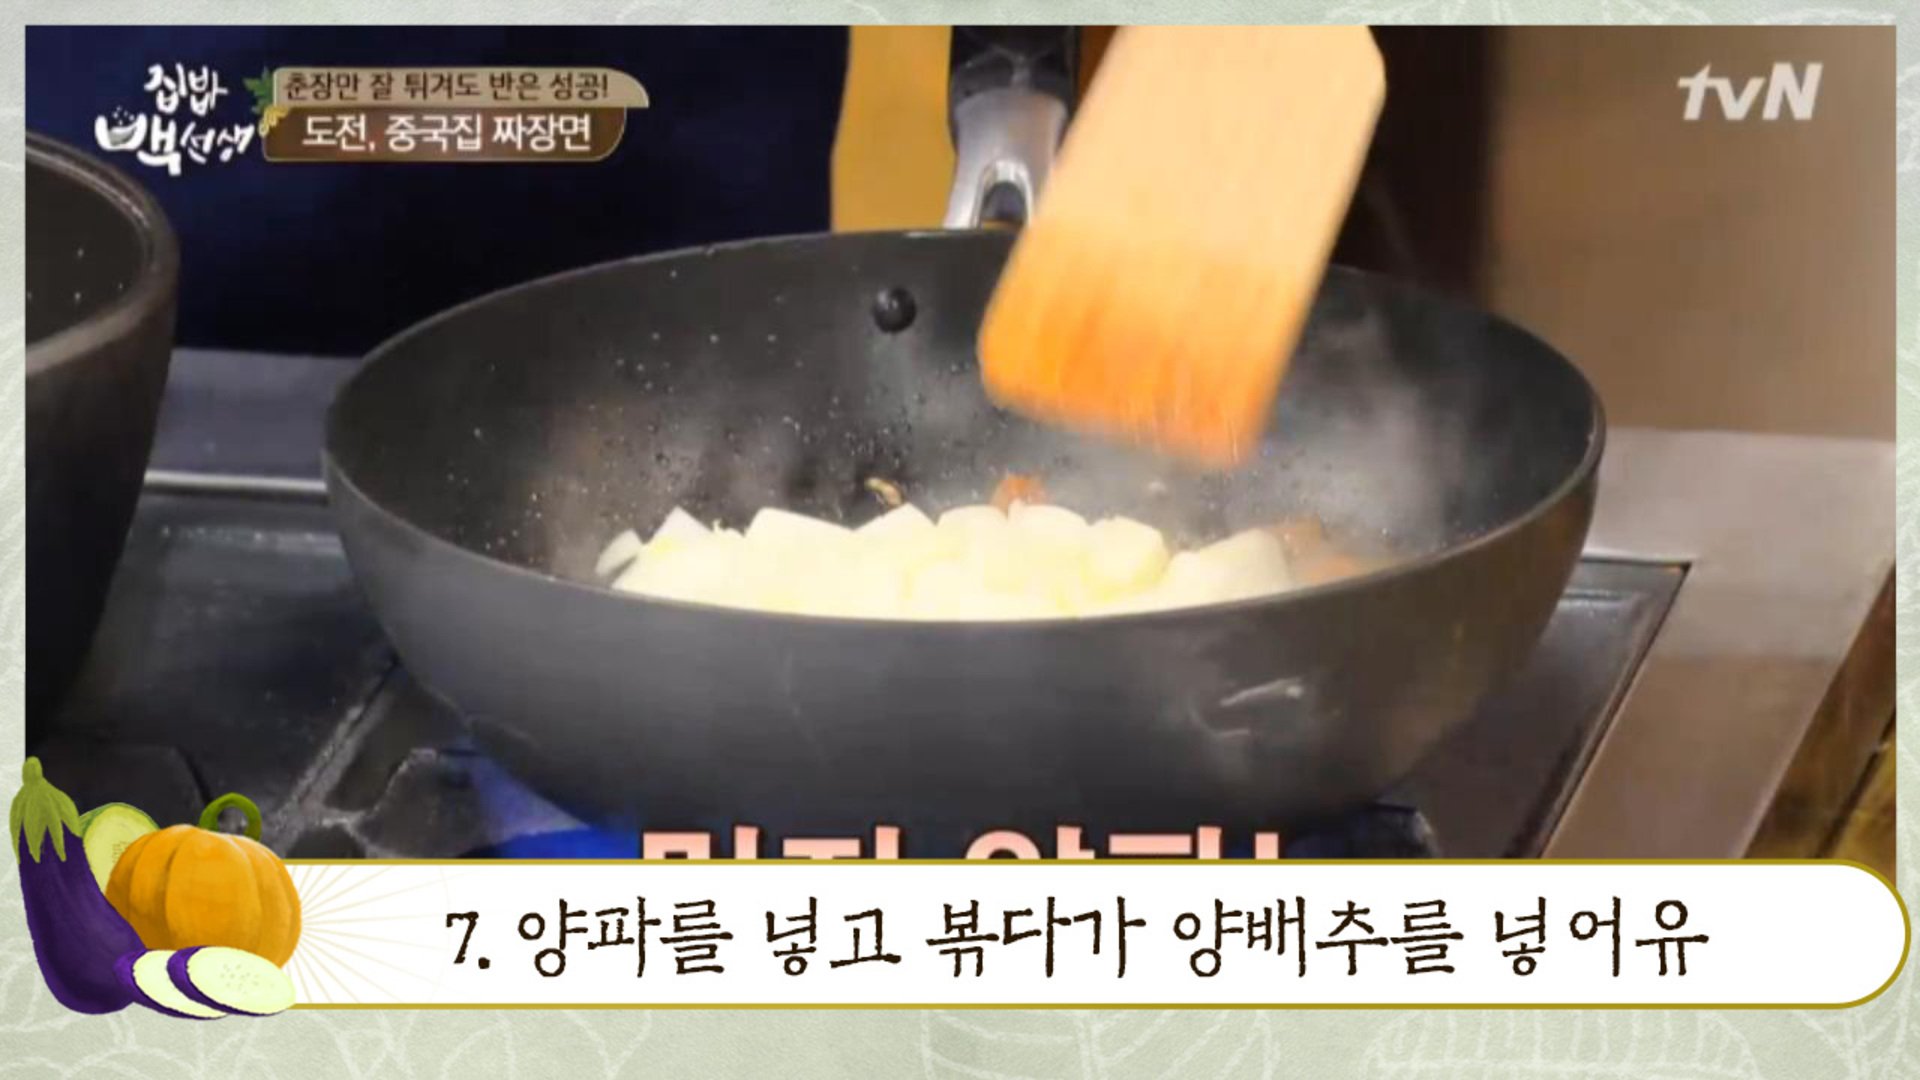 집밥
백선생
춘장만 잘 튀겨도 반은 성공!
도전, 중국집 짜장면
tvN
7. 양파를 넣고 볶다가 양배추를 넣어유